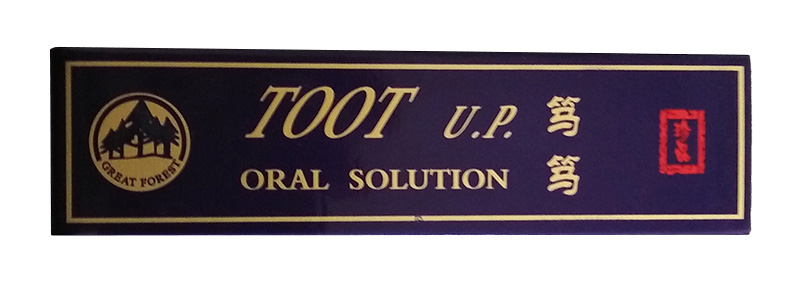 GREAT FOREST
TOOT U.P.
ORAL SOLUTION
笃
笃